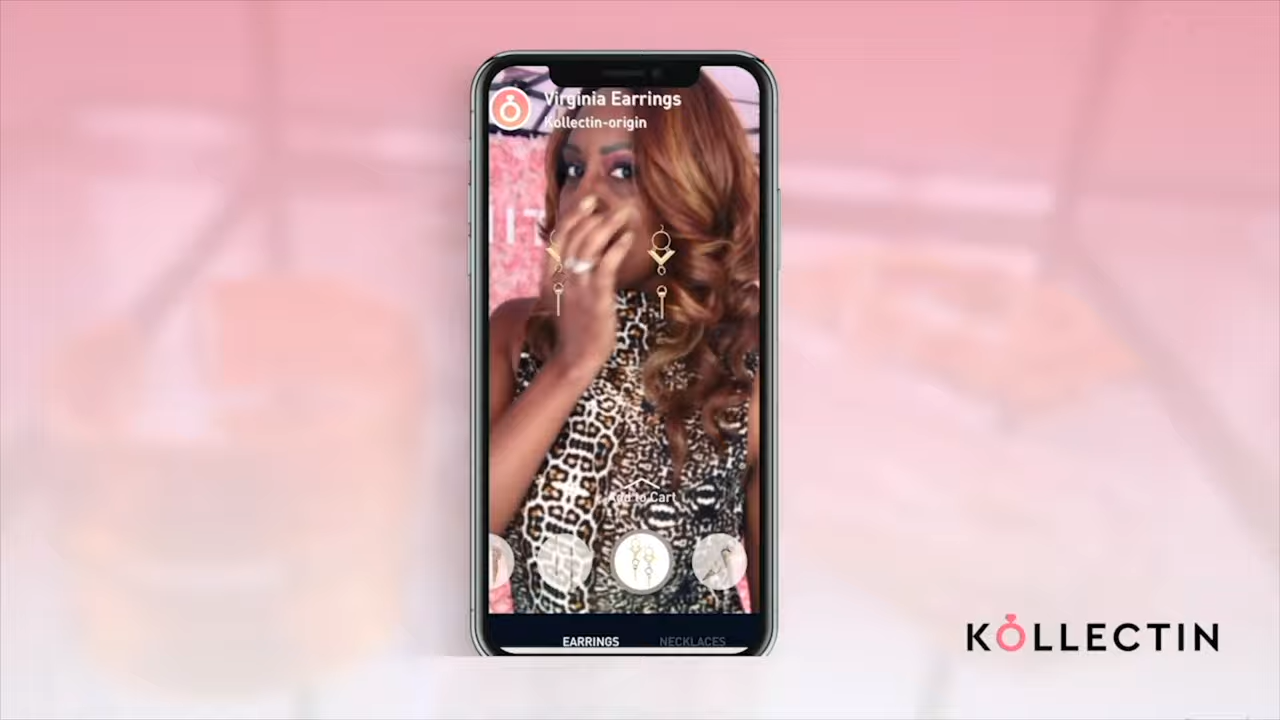 Virginia Earrings
Kollectin-origin
Add to Cart
EARRINGS
NECKLACES
KOLLECTIN